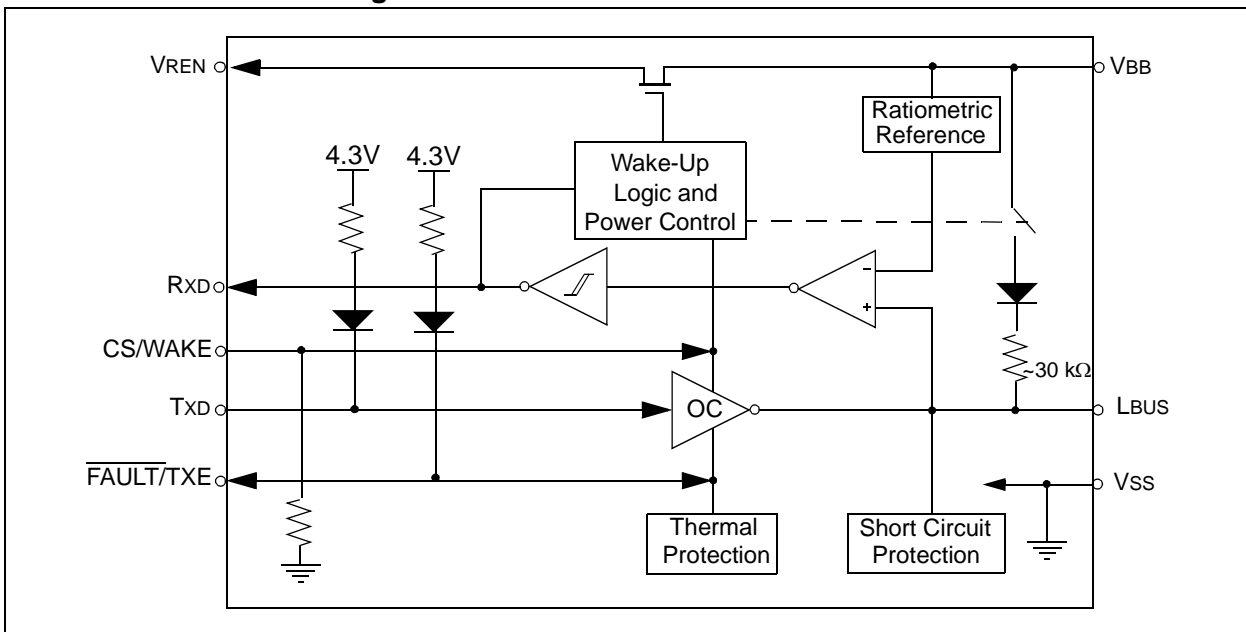 VREN
VBB
Ratiometric
Reference
4.3V
4.3V
Wake-Up
Logic and
Power Control
RXD
-
+
CS/WAKE
~30 kΩ
TXD
OC
LBUS
FAULT/TXE
VSS
Thermal
Protection
Short Circuit
Protection